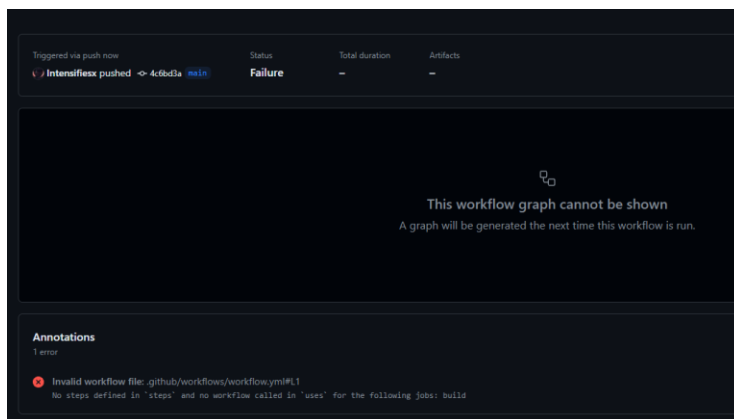 Triggered via push now
Intensifiesx pushed 4c6bd3a main
Status
Failure
Total duration
–
Artifacts
–
This workflow graph cannot be shown
A graph will be generated the next time this workflow is run.
Annotations
1 error
Invalid workflow file: .github/workflows/workflow.yml#L1
No steps defined in `steps` and no workflow called in `uses` for the following jobs: build